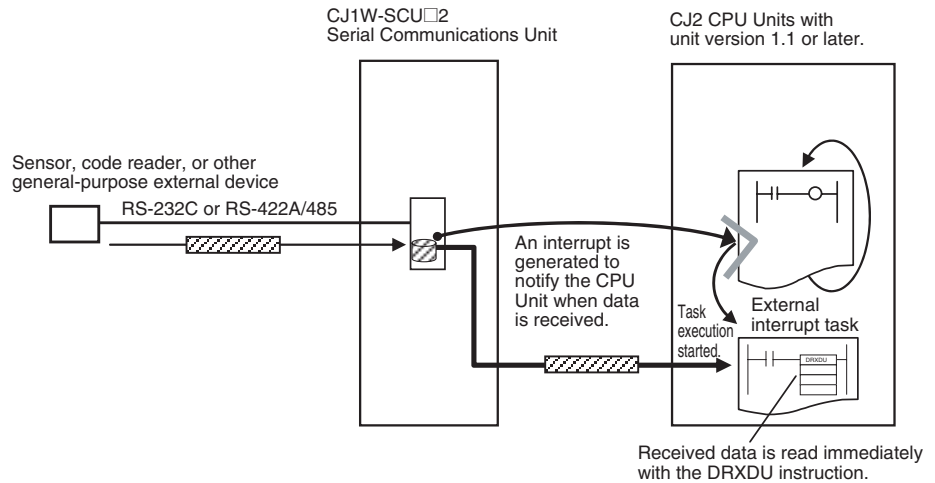 CJ1W-SCU□2
Serial Communications Unit
CJ2 CPU Units with
unit version 1.1 or later.
Sensor, code reader, or other
general-purpose external device
RS-232C or RS-422A/485
An interrupt is
generated to
notify the CPU
Unit when data
is received.
Task
execution
started.
External
interrupt task
DRXDU
Received data is read immediately
with the DRXDU instruction.